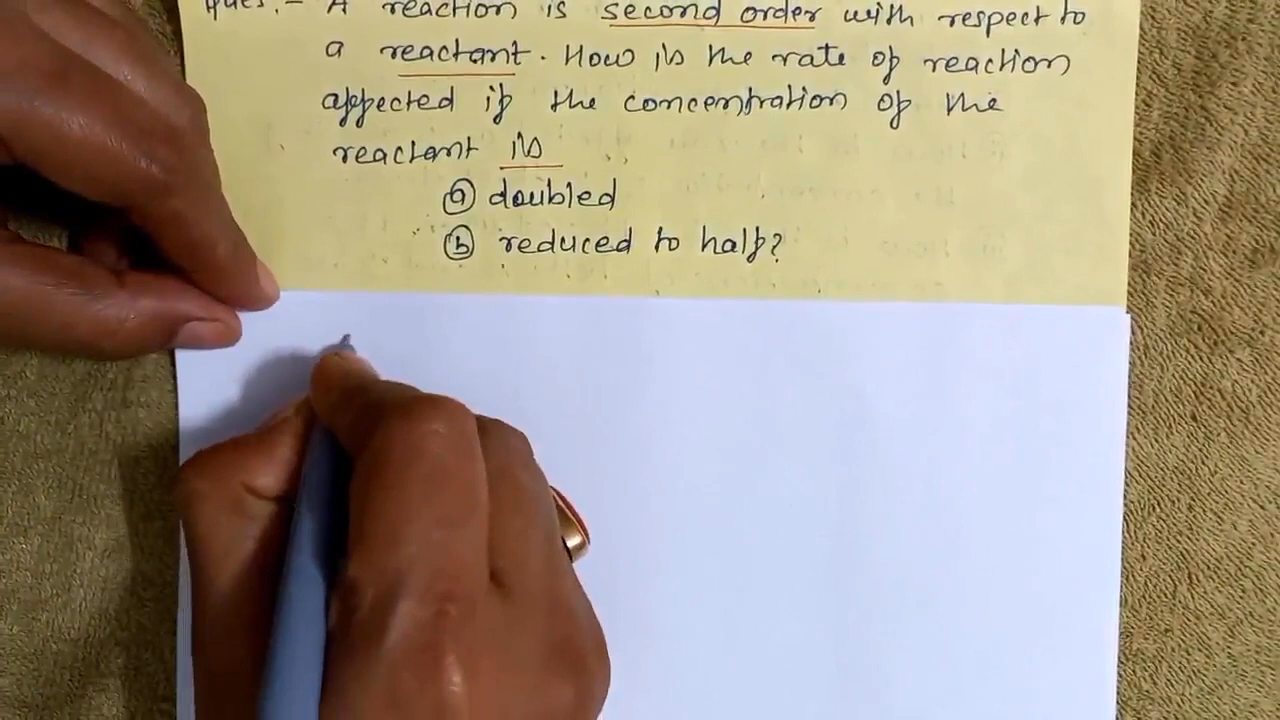 Ques.- A reaction is second order with respect to
a reactant. How is the rate of reaction
affected if the concentration of the
reactant is
(a) doubled
(b) reduced to half?